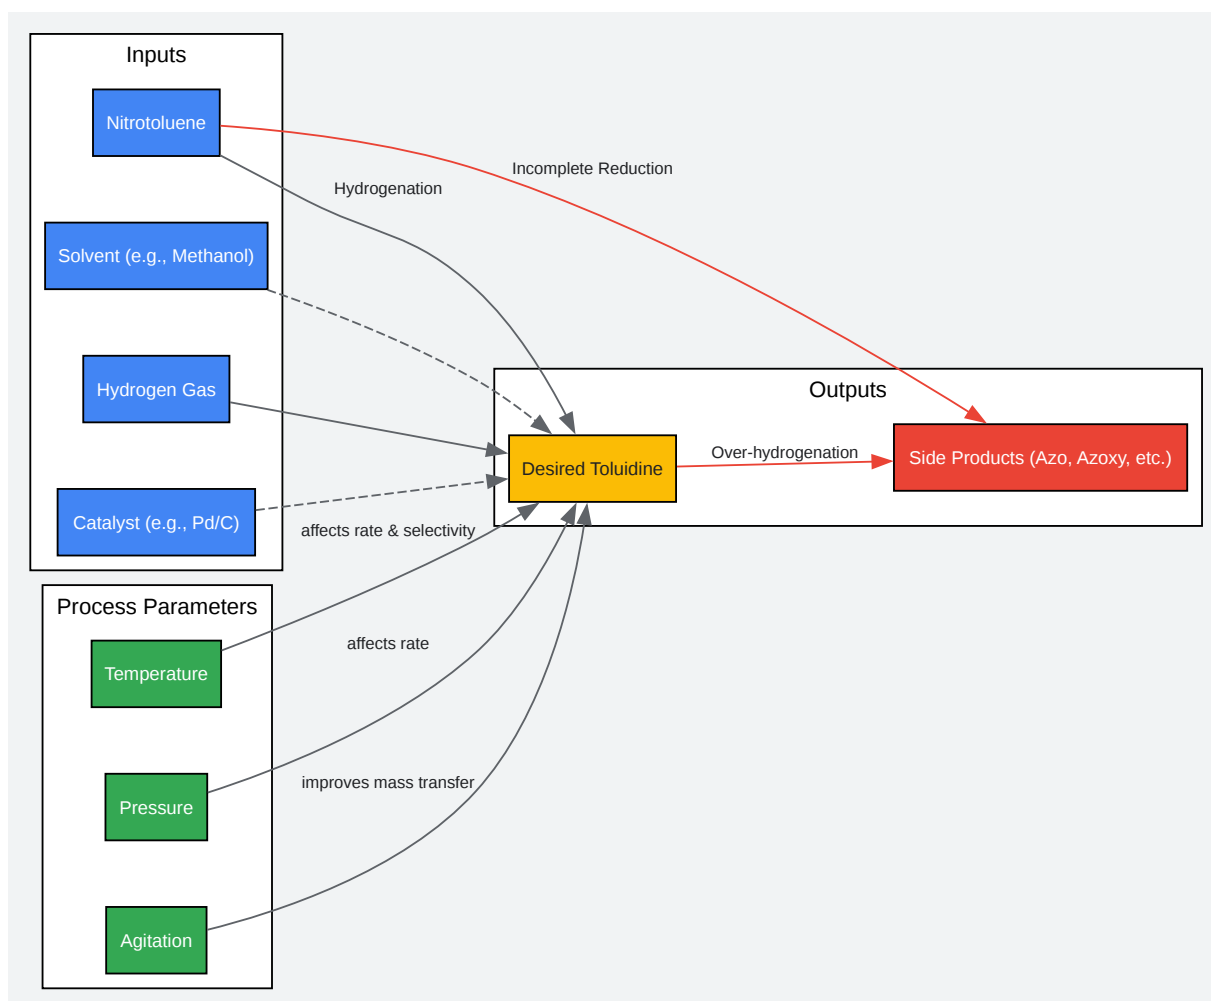 Inputs
Nitrotoluene
Incomplete Reduction
Hydrogenation
Solvent (e.g., Methanol)
Hydrogen Gas
Outputs
Over-hydrogenation
Side Products (Azo, Azoxy, etc.)
Desired Toluidine
Catalyst (e.g., Pd/C)
affects rate & selectivity
Process Parameters
affects rate
Temperature
improves mass transfer
Pressure
Agitation